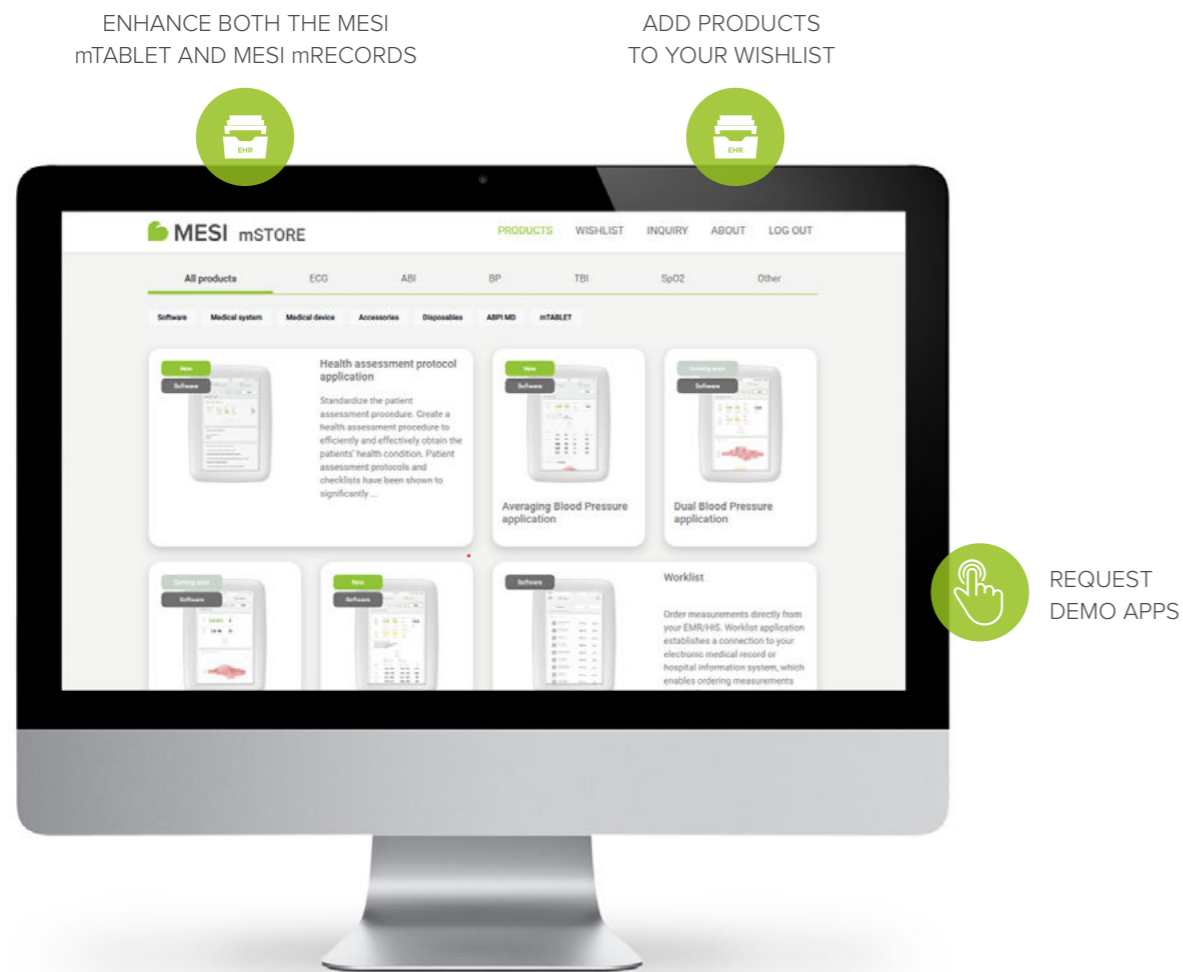 ENHANCE BOTH THE MESI
mTABLET AND MESI mRECORDS
ADD PRODUCTS
TO YOUR WISHLIST
EHR
EHR
MESI mSTORE
PRODUCTS WISHLIST INQUIRY ABOUT LOG OUT
All products ECG ABI BP TBI SpO2 Other
Software Medical system Medical device Accessories Disposables ABPI MD mTABLET
New
Software
Health assessment protocol
application
Standardize the patient
assessment procedure. Create a
health assessment procedure to
efficiently and effectively obtain the
patients' health condition. Patient
assessment protocols and
checklists have been shown to
significantly ...
New
Software
Averaging Blood Pressure
application
Coming soon
Software
Dual Blood Pressure
application
Coming soon
Software
New
Software
Software
Worklist
Order measurements directly from
your EMR/HIS. Worklist application
establishes a connection to your
electronic medical record or
hospital information system, which
enables ordering measurements
REQUEST
DEMO APPS